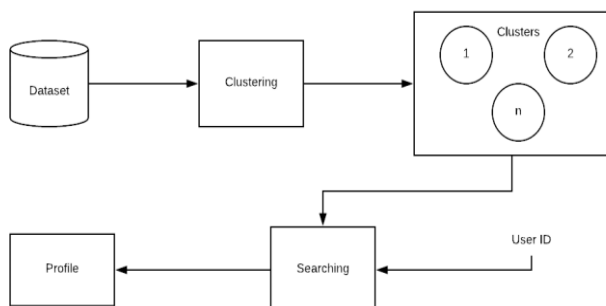 Clusters
1
2
Dataset
Clustering
n
User ID
Profile
Searching